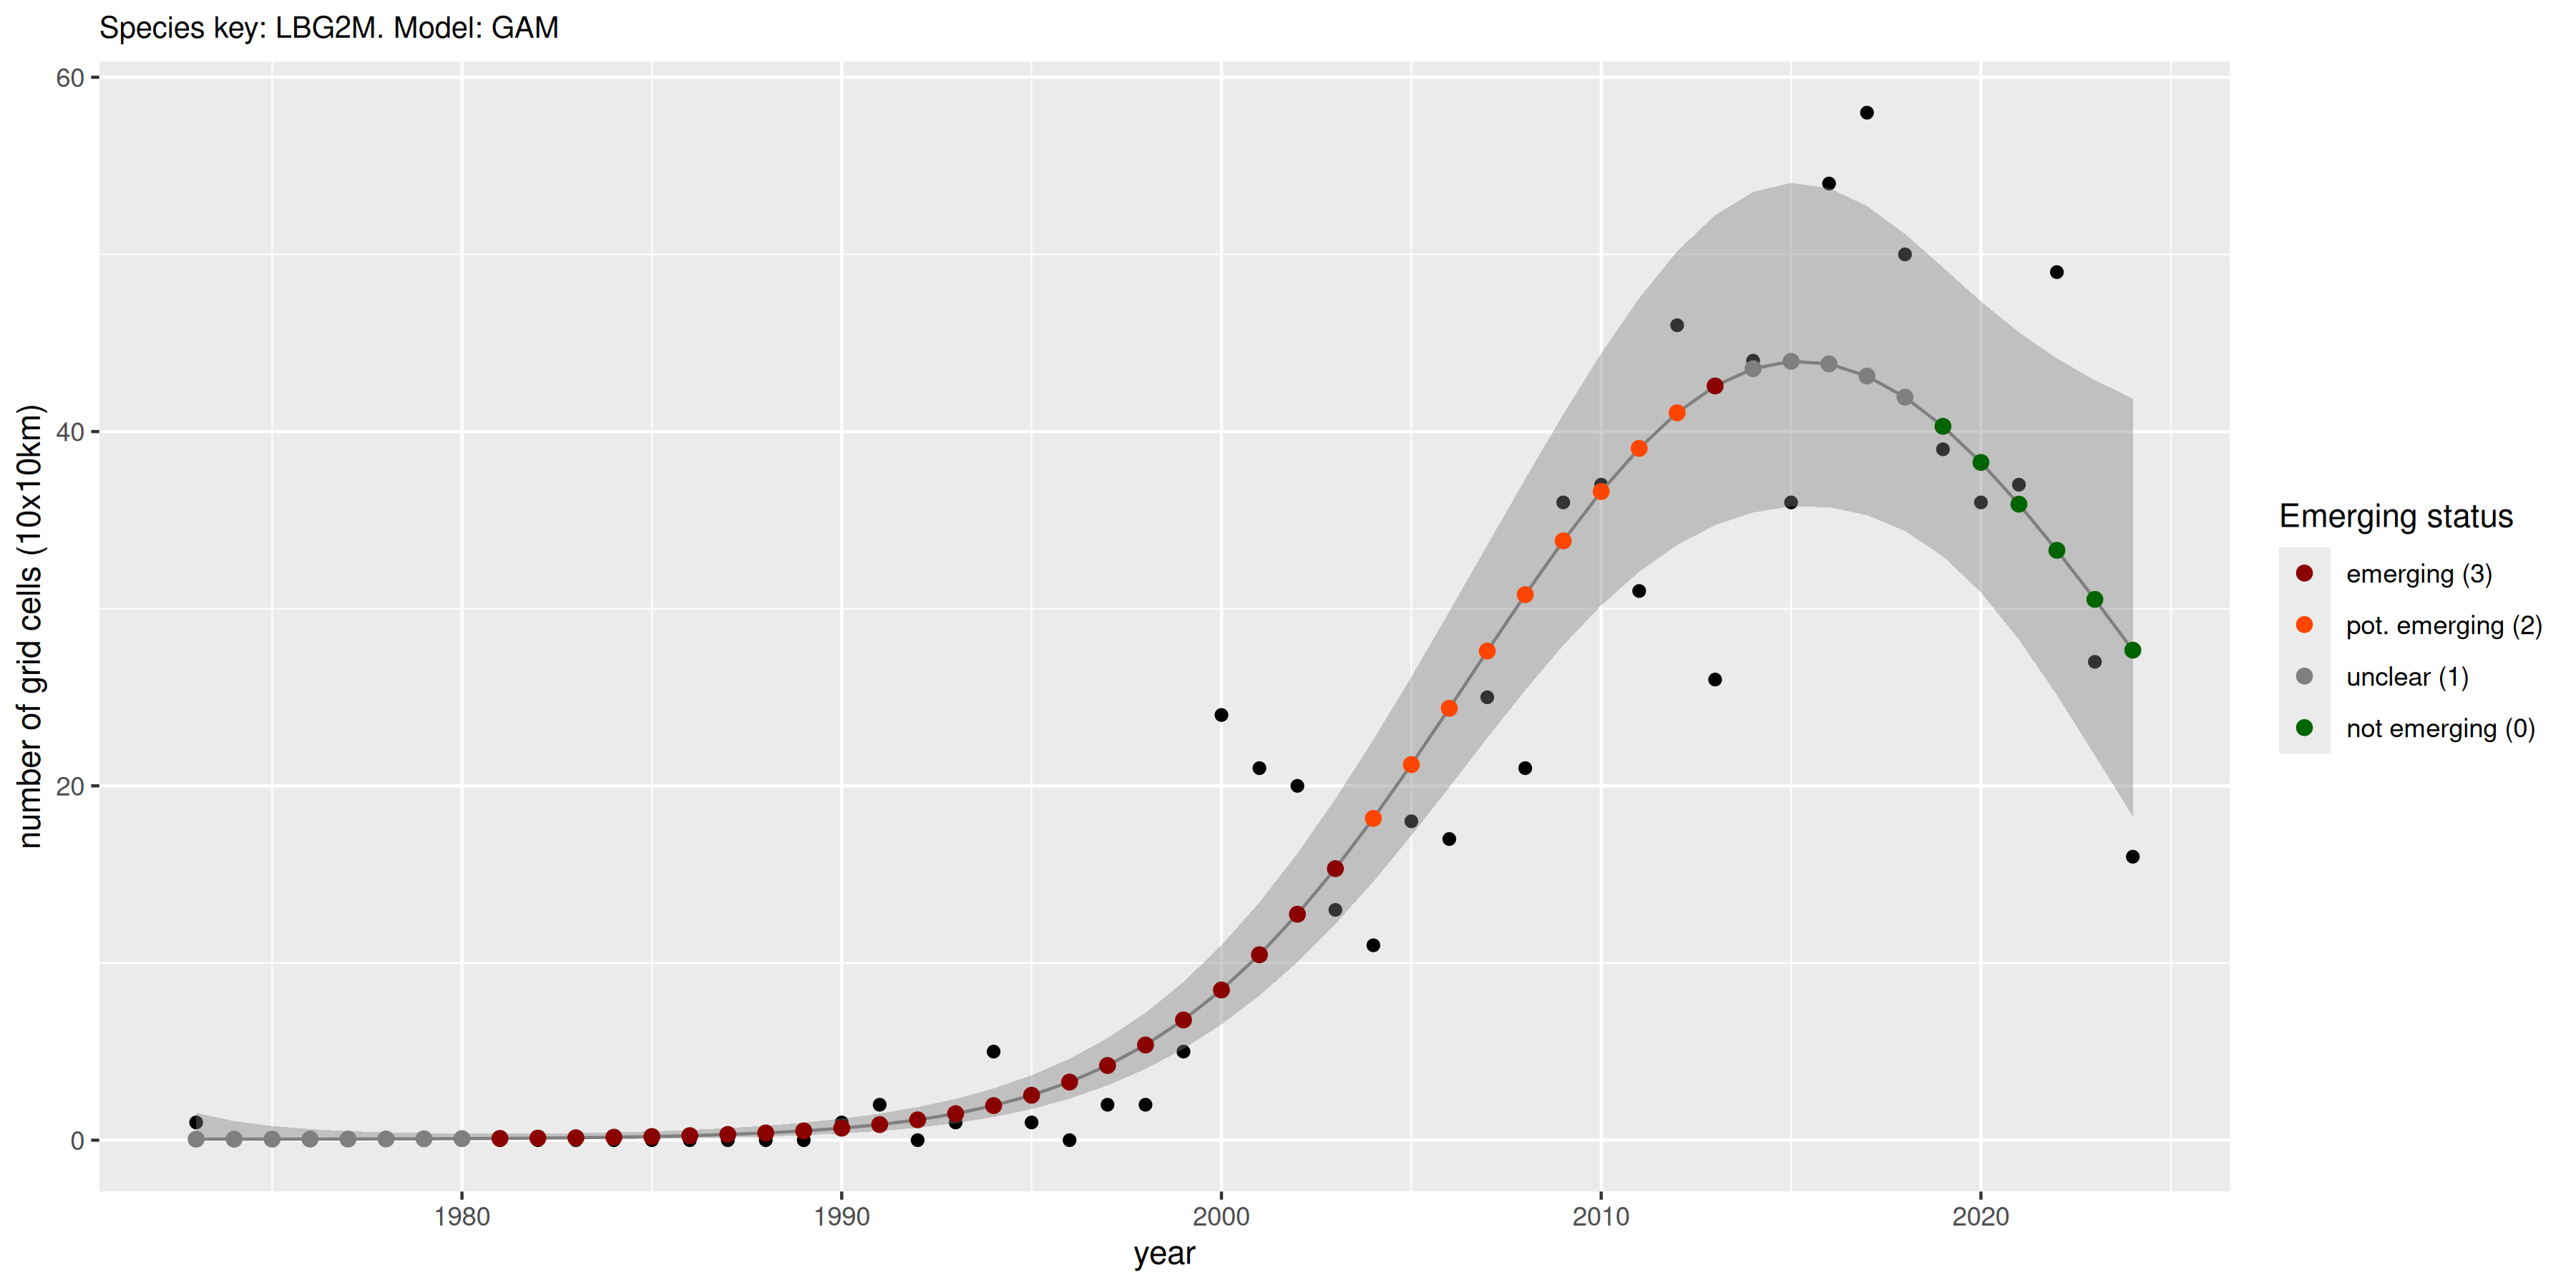 Species key: LBG2M. Model: GAM
60
40
20
0
number of grid cells (10x10km)
1980
1990
2000
2010
2020
year
Emerging status
emerging (3)
pot. emerging (2)
unclear (1)
not emerging (0)